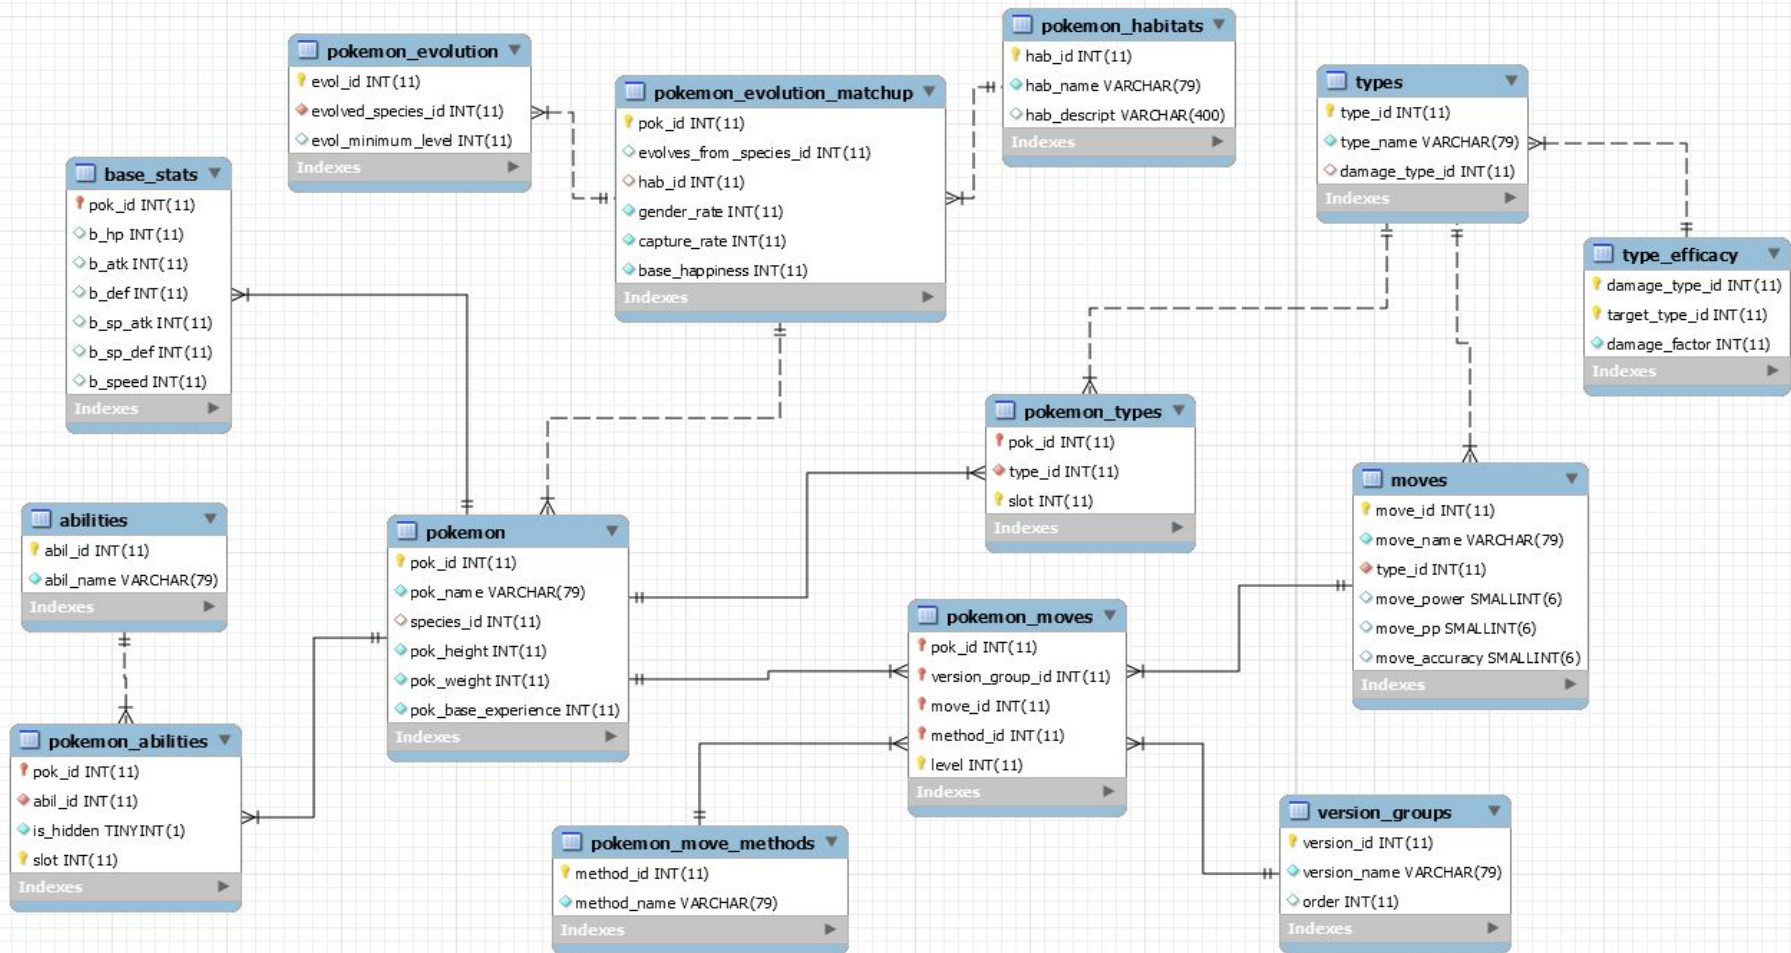 pokemon_evolution
evol_id INT(11)
evolved_species_id INT(11)
evol_minimum_level INT(11)
Indexes
pokemon_evolution_matchup
pok_id INT(11)
evolves_from_species_id INT(11)
hab_id INT(11)
gender_rate INT(11)
capture_rate INT(11)
base_happiness INT(11)
Indexes
pokemon_habitats
hab_id INT(11)
hab_name VARCHAR(79)
hab_descript VARCHAR(400)
Indexes
types
type_id INT(11)
type_name VARCHAR(79)
damage_type_id INT(11)
Indexes
base_stats
pok_id INT(11)
b_hp INT(11)
b_atk INT(11)
b_def INT(11)
b_sp_atk INT(11)
b_sp_def INT(11)
b_speed INT(11)
Indexes
type_efficacy
damage_type_id INT(11)
target_type_id INT(11)
damage_factor INT(11)
Indexes
pokemon_types
pok_id INT(11)
type_id INT(11)
slot INT(11)
Indexes
moves
move_id INT(11)
move_name VARCHAR(79)
type_id INT(11)
move_power SMALLINT(6)
move_pp SMALLINT(6)
move_accuracy SMALLINT(6)
Indexes
abilities
abil_id INT(11)
abil_name VARCHAR(79)
Indexes
pokemon
pok_id INT(11)
pok_name VARCHAR(79)
species_id INT(11)
pok_height INT(11)
pok_weight INT(11)
pok_base_experience INT(11)
Indexes
pokemon_moves
pok_id INT(11)
version_group_id INT(11)
move_id INT(11)
method_id INT(11)
level INT(11)
Indexes
pokemon_abilities
pok_id INT(11)
abil_id INT(11)
is_hidden TINYINT(1)
slot INT(11)
Indexes
pokemon_move_methods
method_id INT(11)
method_name VARCHAR(79)
Indexes
version_groups
version_id INT(11)
version_name VARCHAR(79)
order INT(11)
Indexes